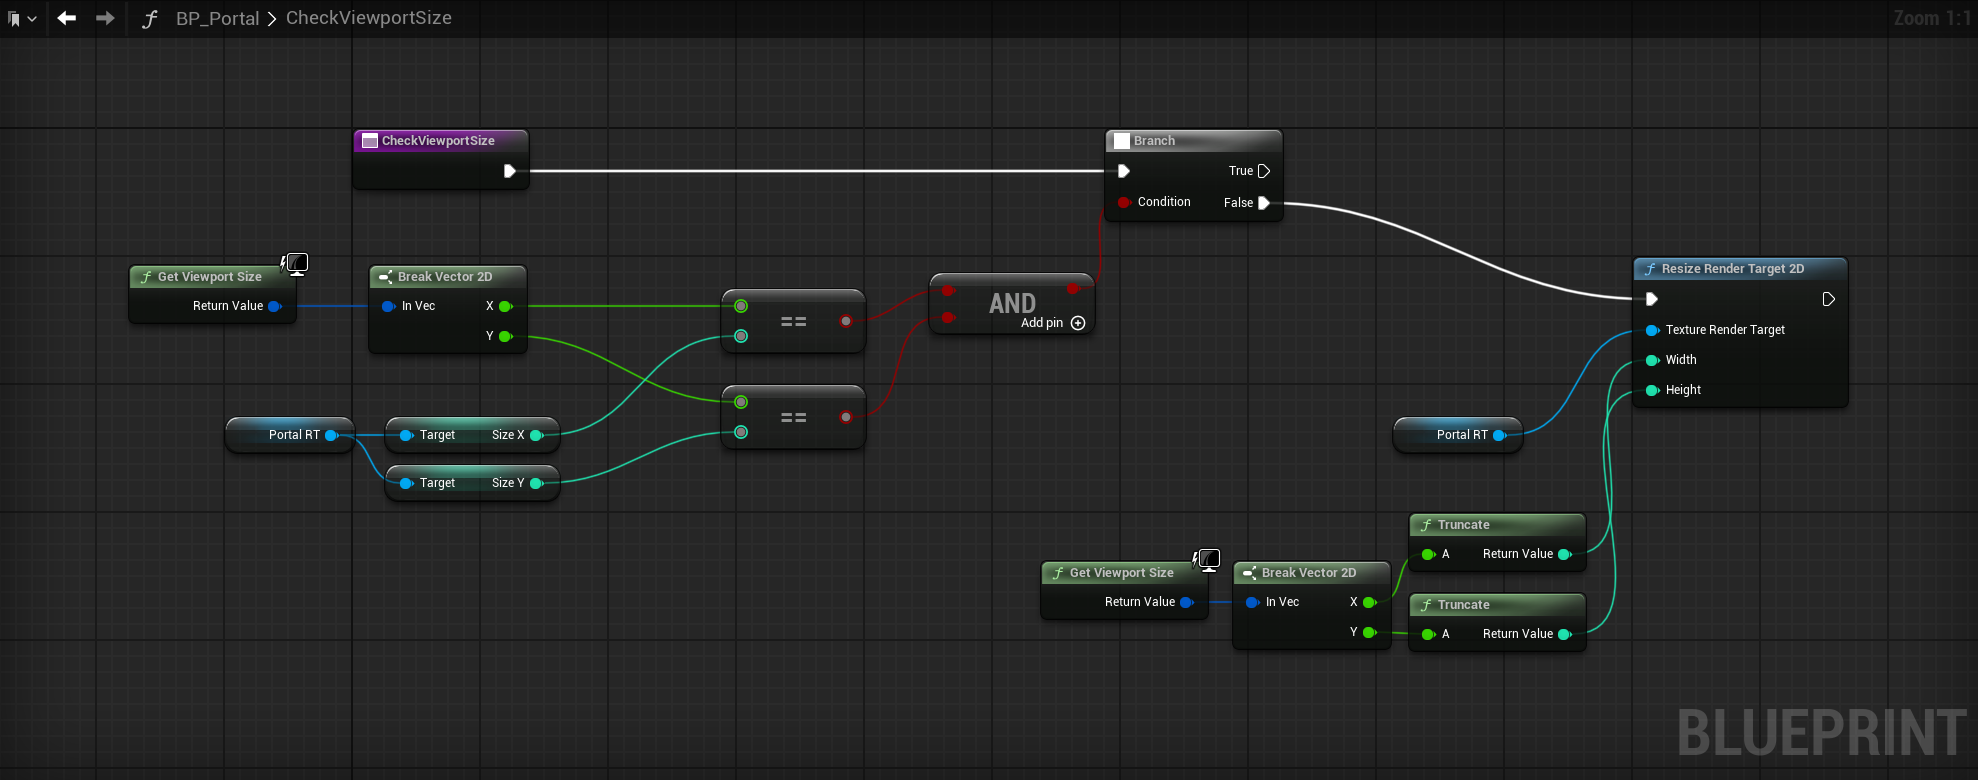 BP_Portal > CheckViewportSize
Zoom 1:1
CheckViewportSize
Branch
True
Condition
False
Get Viewport Size
Return Value
Break Vector 2D
In Vec
X
Y
==
AND
Add pin
Resize Render Target 2D
Texture Render Target
Width
Height
Portal RT
Target
Size X
Target
Size Y
==
Portal RT
Get Viewport Size
Return Value
Break Vector 2D
In Vec
X
Y
Truncate
A
Return Value
Truncate
A
Return Value
BLUEPRINT